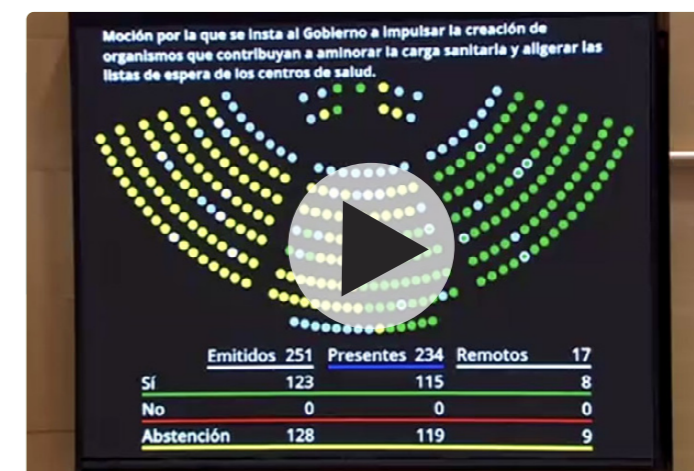 Moción por la que se insta al Gobierno a impulsar la creación de
organismos que contribuyan a aminorar la carga sanitaria y aligerar las
listas de espera de los centros de salud.
Emitidos 251 Presentes 234 Remotos 17
Sí 123 115 8
No 0 0 0
Abstención 128 119 9